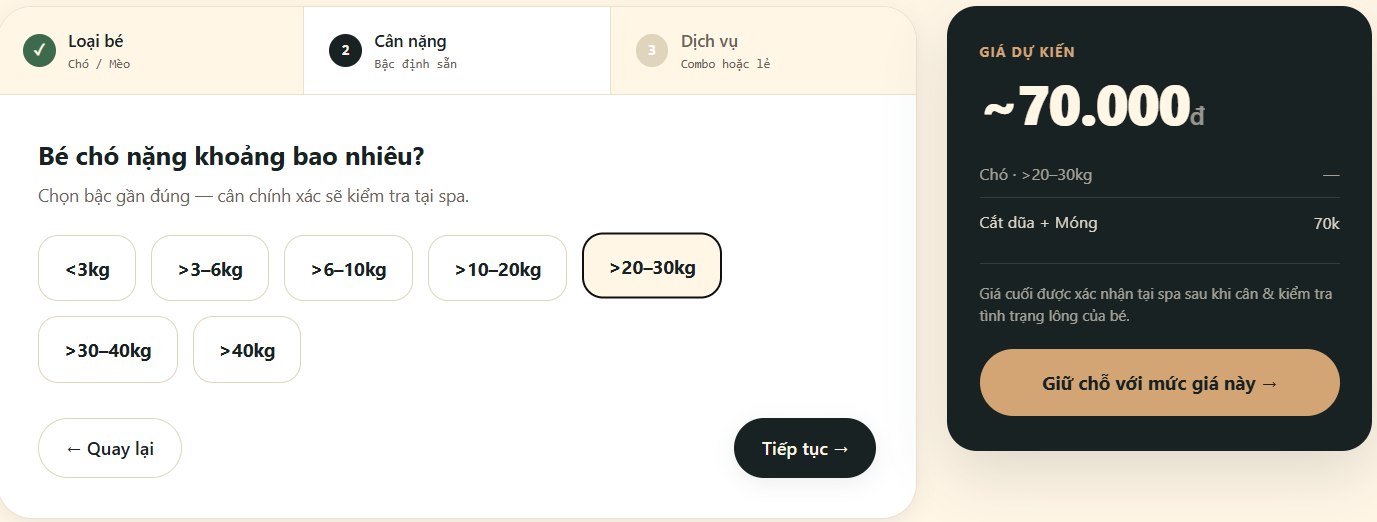 ✓ Loại bé
Chó / Mèo
2 Cân nặng
Bậc định sẵn
3 Dịch vụ
Combo hoặc lẻ
Bé chó nặng khoảng bao nhiêu?
Chọn bậc gần đúng — cân chính xác sẽ kiểm tra tại spa.
<3kg
>3–6kg
>6–10kg
>10–20kg
>20–30kg
>30–40kg
>40kg
← Quay lại
Tiếp tục →
GIÁ DỰ KIẾN
~70.000đ
Chó · >20–30kg —
Cắt dũa + Móng 70k
Giá cuối được xác nhận tại spa sau khi cân & kiểm tra
tình trạng lông của bé.
Giữ chỗ với mức giá này →